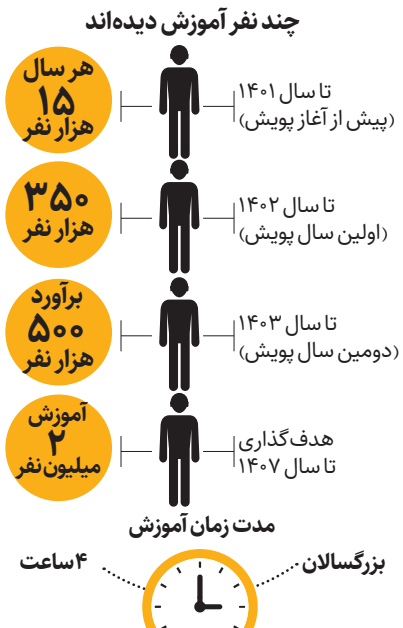 چند نفر آموزش دیده‌اند
تا سال ۱۴۰۱
(پیش از آغاز پویش)
هر سال
۱۵
هزار نفر
تا سال ۱۴۰۲
(اولین سال پویش)
۳۵۰
هزار نفر
تا سال ۱۴۰۳
(دومین سال پویش)
برآورد
۵۰۰
هزار نفر
هدف‌گذاری
تا سال ۱۴۰۷
آموزش
۲
میلیون نفر
مدت زمان آموزش
بزرگسالان
۴ساعت